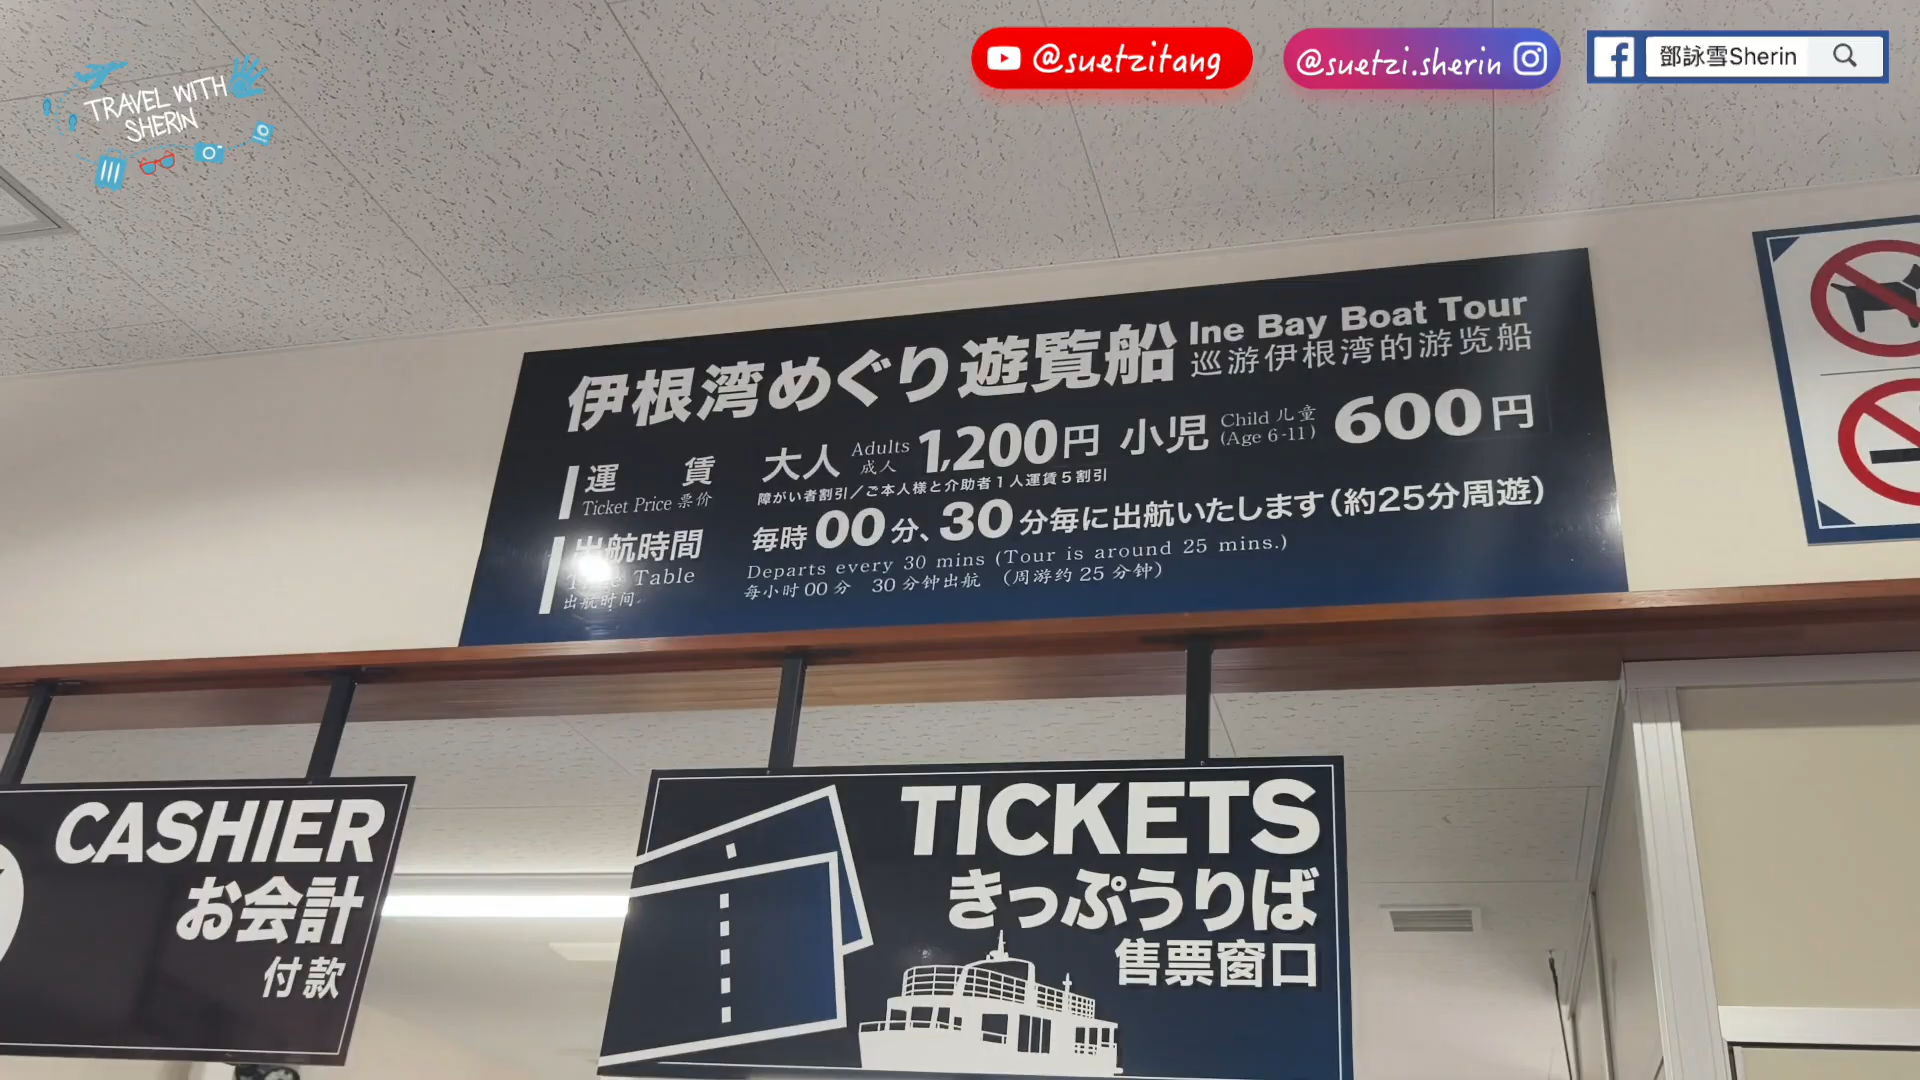 TRAVEL WITH
SHERIN
@suetzitang
@suetzi.sherin
鄧詠雪Sherin
伊根湾めぐり遊覧船
Ine Bay Boat Tour
巡游伊根湾的游览船
運賃
Ticket Price 票价
大人 Adults 成人 1,200円 小児 Child 儿童 (Age 6-11) 600円
障がい者割引／ご本人様と介助者1人運賃5割引
出航時間
Time Table
出航时间
毎時00分、30分毎に出航いたします（約25分周遊）
Departs every 30 mins (Tour is around 25 mins.)
每小时00分 30分钟出航 （周游约25分钟）
CASHIER
お会計
付款
TICKETS
きっぷうりば
售票窗口